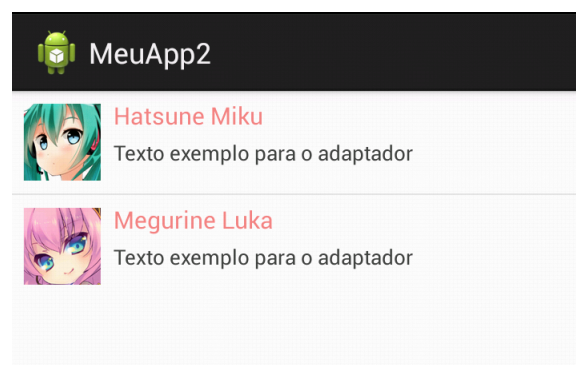 MeuApp2
Hatsune Miku
Texto exemplo para o adaptador
Megurine Luka
Texto exemplo para o adaptador